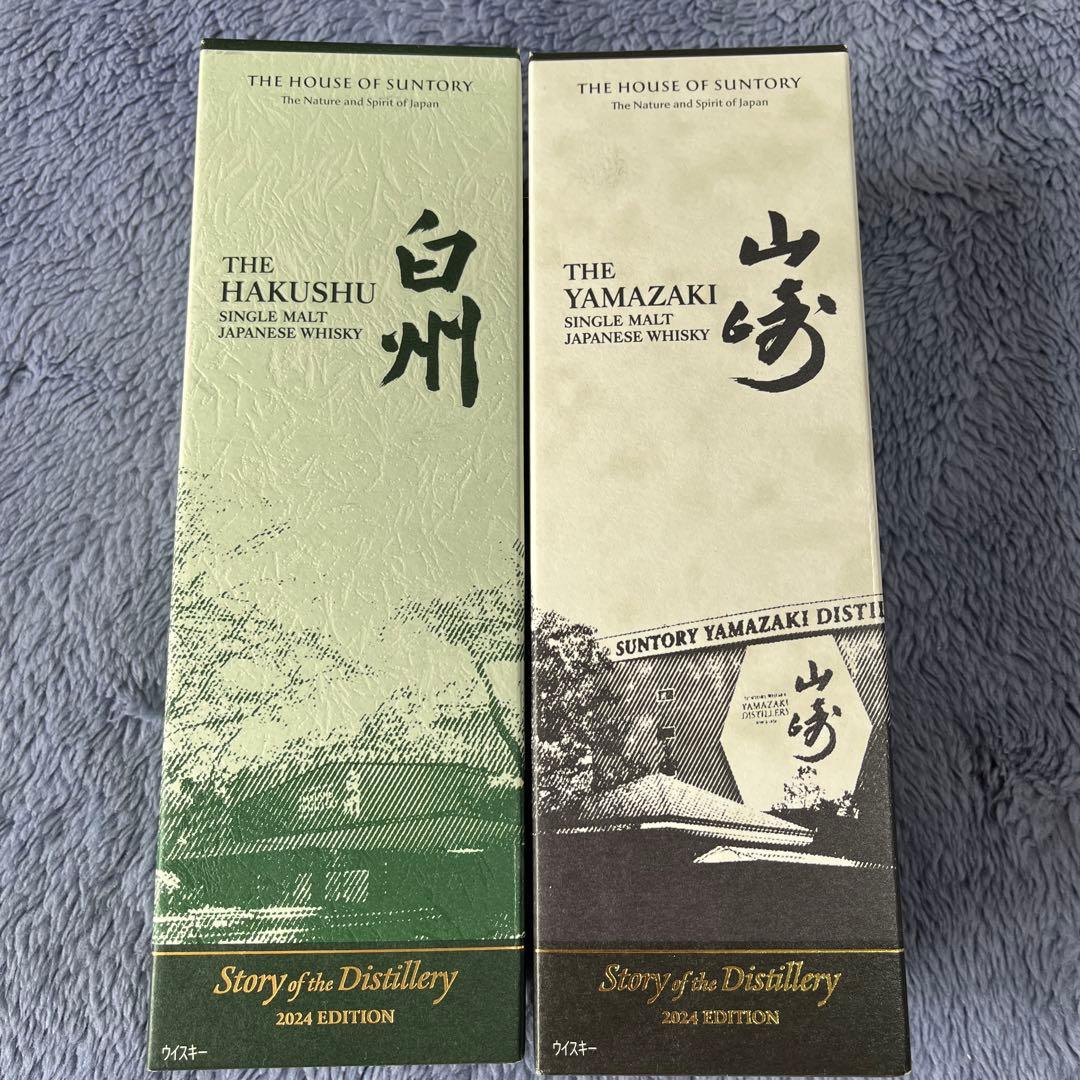 THE HOUSE OF SUNTORY
The Nature and Spirit of Japan
THE
HAKUSHU
SINGLE MALT
JAPANESE WHISKY
白州
Story of the Distillery
2024 EDITION
ウイスキー
THE HOUSE OF SUNTORY
The Nature and Spirit of Japan
THE
YAMAZAKI
SINGLE MALT
JAPANESE WHISKY
山崎
SUNTORY YAMAZAKI DISTIL
YAMAZAKI
DISTILLERY
山崎
Story of the Distillery
2024 EDITION
ウイスキー